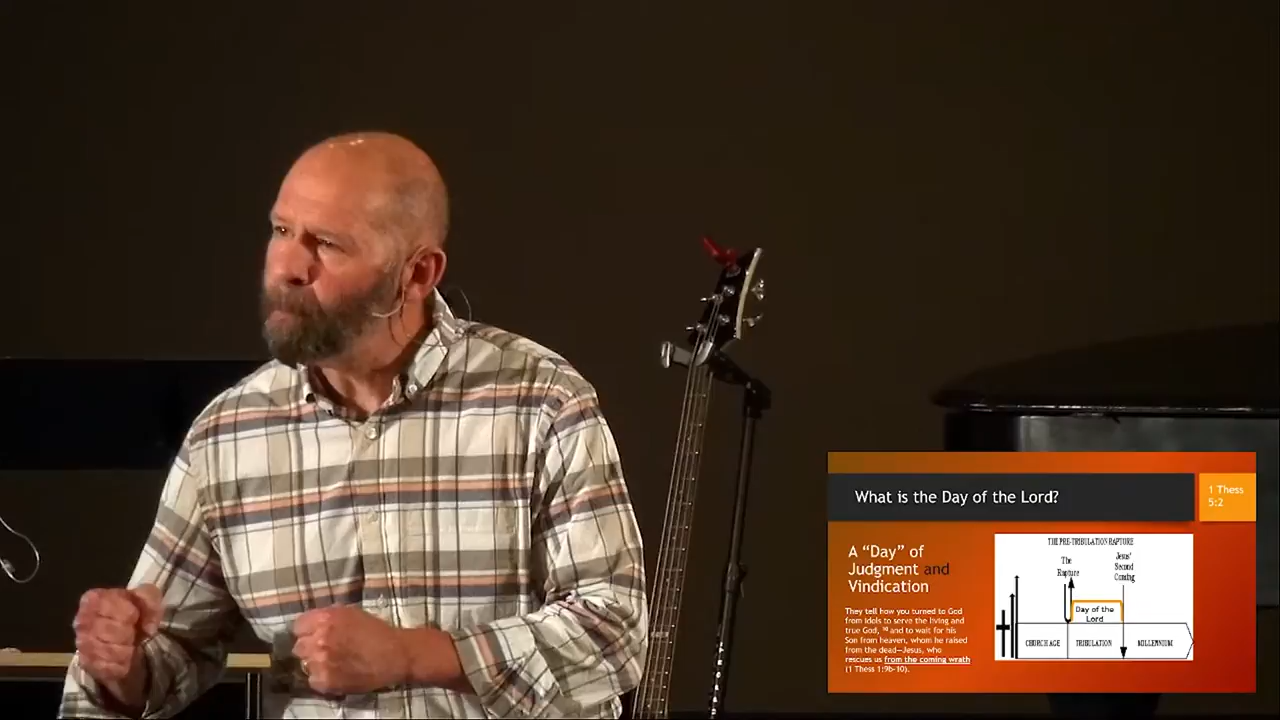 What is the Day of the Lord?
1 Thess
5:2
A “Day” of
Judgment and
Vindication
They tell how you turned to God
from idols to serve the living and
true God, 10 and to wait for his
Son from heaven, whom he raised
from the dead—Jesus, who
rescues us from the coming wrath
(1 Thess 1:9b-10).
THE PRE-TRIBULATION RAPTURE
The
Rapture
Jesus'
Second
Coming
Day of the
Lord
CHURCH AGE
TRIBULATION
MILLENNIUM